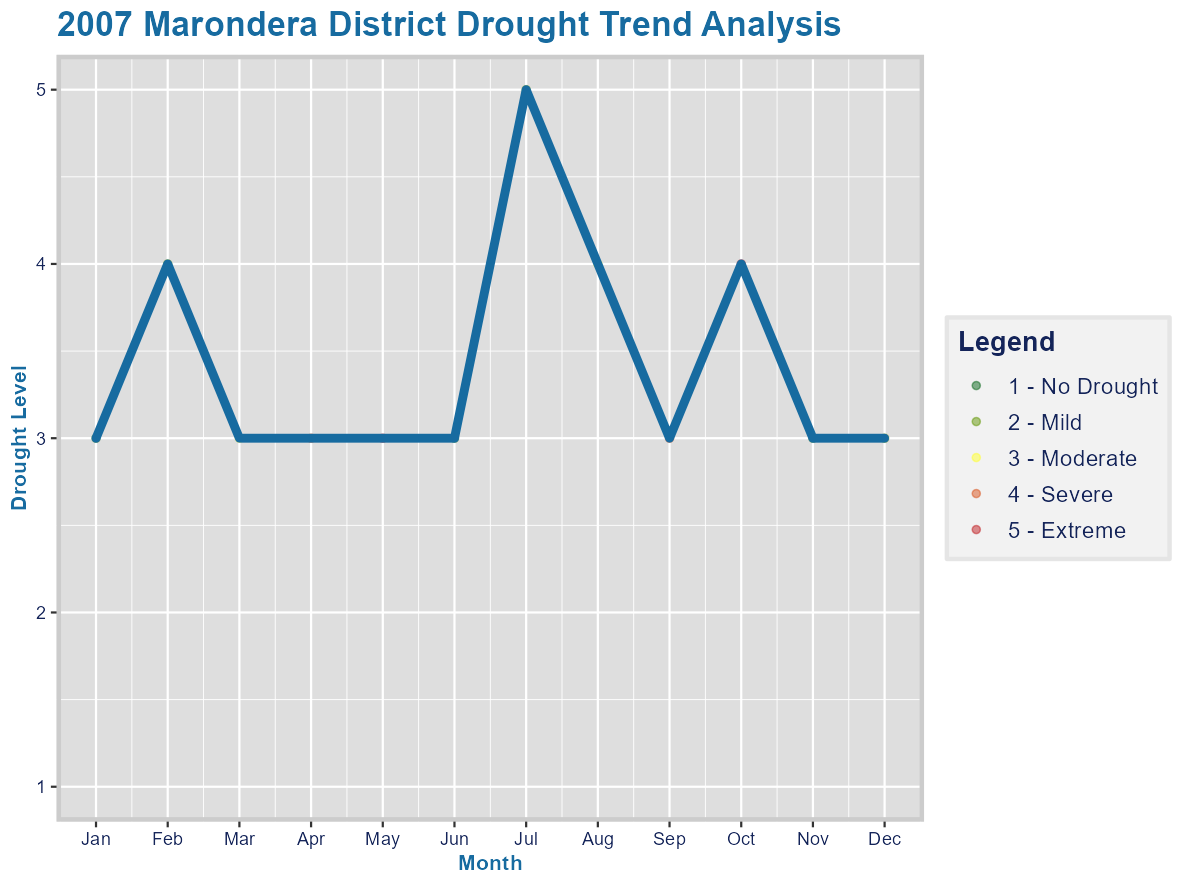 2007 Marondera District Drought Trend Analysis
Drought Level
5
4
3
2
1
Jan Feb Mar Apr May Jun Jul Aug Sep Oct Nov Dec
Month
Legend
1 - No Drought
2 - Mild
3 - Moderate
4 - Severe
5 - Extreme